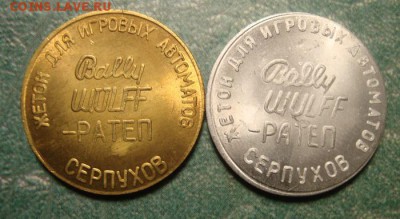 COINS.LAVE.RU
ЖЕТОН ДЛЯ ИГРОВЫХ АВТОМАТОВ
Bally
WULFF
-РАТЕП
СЕРПУХОВ
ЖЕТОН ДЛЯ ИГРОВЫХ АВТОМАТОВ
Bally
WULFF
-РАТЕП
СЕРПУХОВ